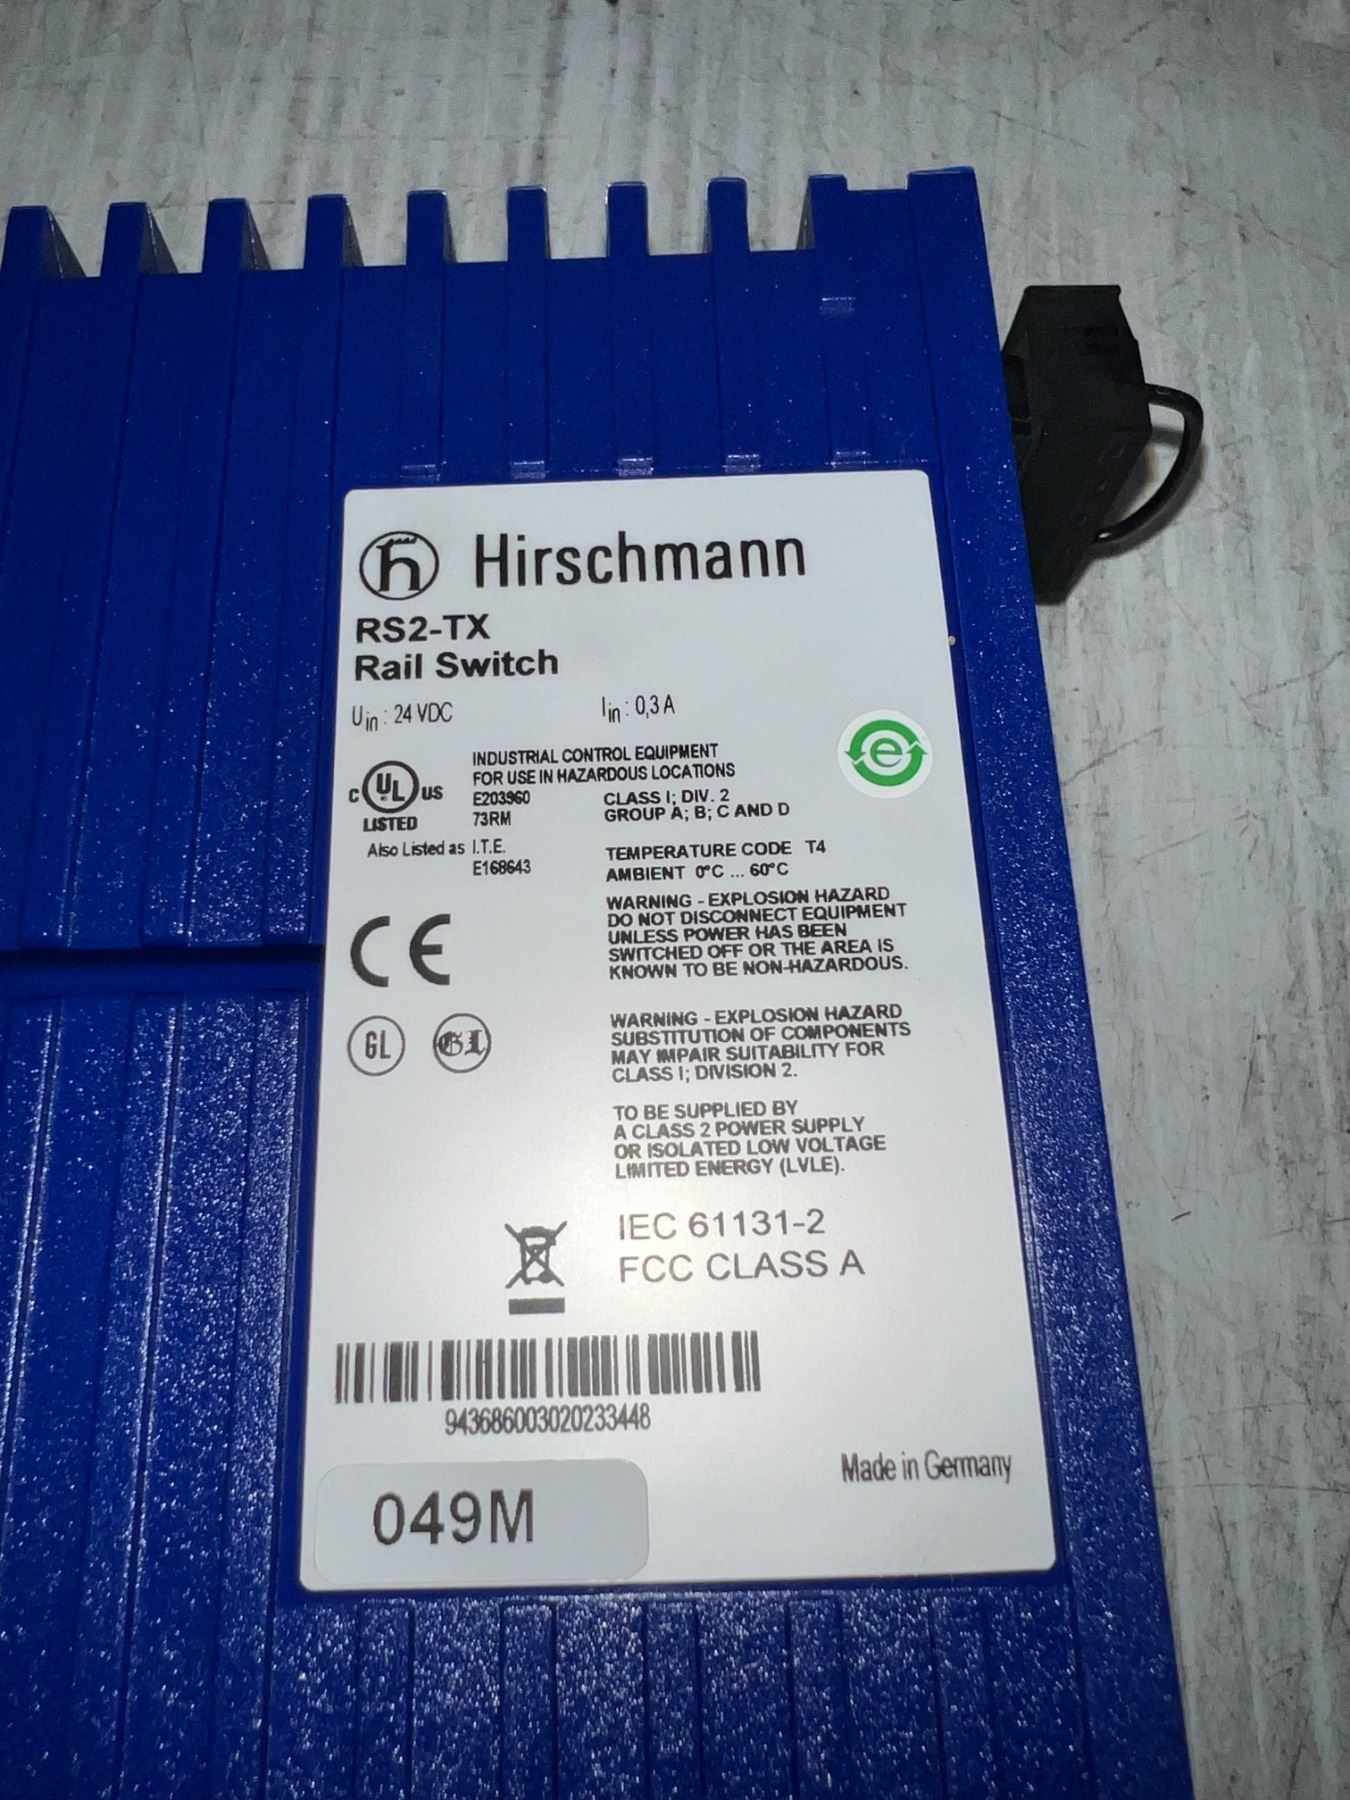 Hirschmann
RS2-TX
Rail Switch
Uin : 24 VDC Iin : 0,3 A
INDUSTRIAL CONTROL EQUIPMENT
FOR USE IN HAZARDOUS LOCATIONS
C UL US E203960 CLASS I; DIV. 2
LISTED 73RM GROUP A; B; C AND D
Also Listed as I.T.E.
E168643
TEMPERATURE CODE T4
AMBIENT 0°C ... 60°C
WARNING - EXPLOSION HAZARD
DO NOT DISCONNECT EQUIPMENT
UNLESS POWER HAS BEEN
SWITCHED OFF OR THE AREA IS
KNOWN TO BE NON-HAZARDOUS.
CE
GL GL
WARNING - EXPLOSION HAZARD
SUBSTITUTION OF COMPONENTS
MAY IMPAIR SUITABILITY FOR
CLASS I; DIVISION 2.
TO BE SUPPLIED BY
A CLASS 2 POWER SUPPLY
OR ISOLATED LOW VOLTAGE
LIMITED ENERGY (LVLE).
IEC 61131-2
FCC CLASS A
943686003020233448
Made in Germany
049M
e